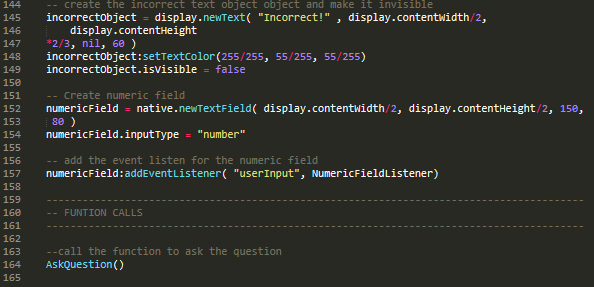 144 -- create the incorrect text object object and make it invisible
145 incorrectObject = display.newText( "Incorrect!" , display.contentWidth/2,
146 display.contentHeight
147 *2/3, nil, 60 )
148 incorrectObject:setTextColor(255/255, 55/255, 55/255)
149 incorrectObject.isVisible = false
150
151 -- Create numeric field
152 numericField = native.newTextField( display.contentWidth/2, display.contentHeight/2, 150,
153 80 )
154 numericField.inputType = "number"
155
156 -- add the event listen for the numeric field
157 numericField:addEventListener( "userInput", NumericFieldListener)
158
159 --------------------------------------------------------------------------------------
160 -- FUNTION CALLS
161 --------------------------------------------------------------------------------------
162
163 --call the function to ask the question
164 AskQuestion()
165